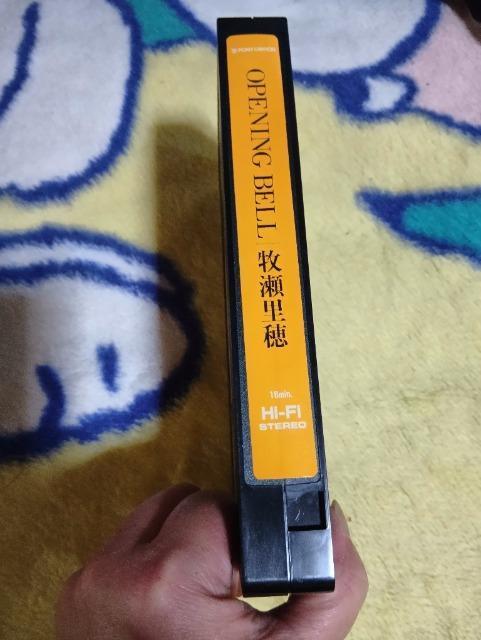 PONY CANYON
OPENING BELL 牧瀬里穂
18min.
HI-FI
STEREO